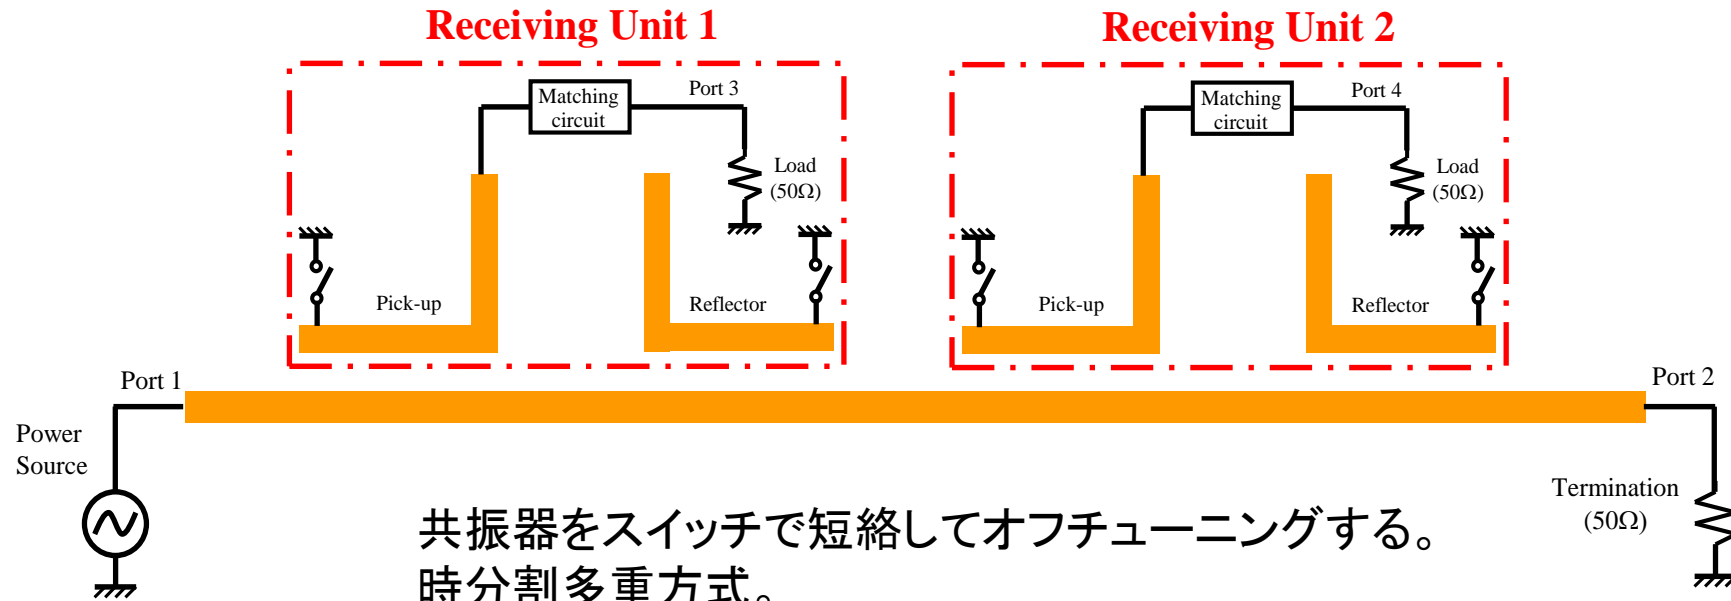 Receiving Unit 1
Receiving Unit 2
Matching
circuit
Port 3
Load
(50Ω)
Pick-up
Reflector
Matching
circuit
Port 4
Load
(50Ω)
Pick-up
Reflector
Port 1
Port 2
Power
Source
Termination
(50Ω)
共振器をスイッチで短絡してオフチューニングする。
時分割多重方式。